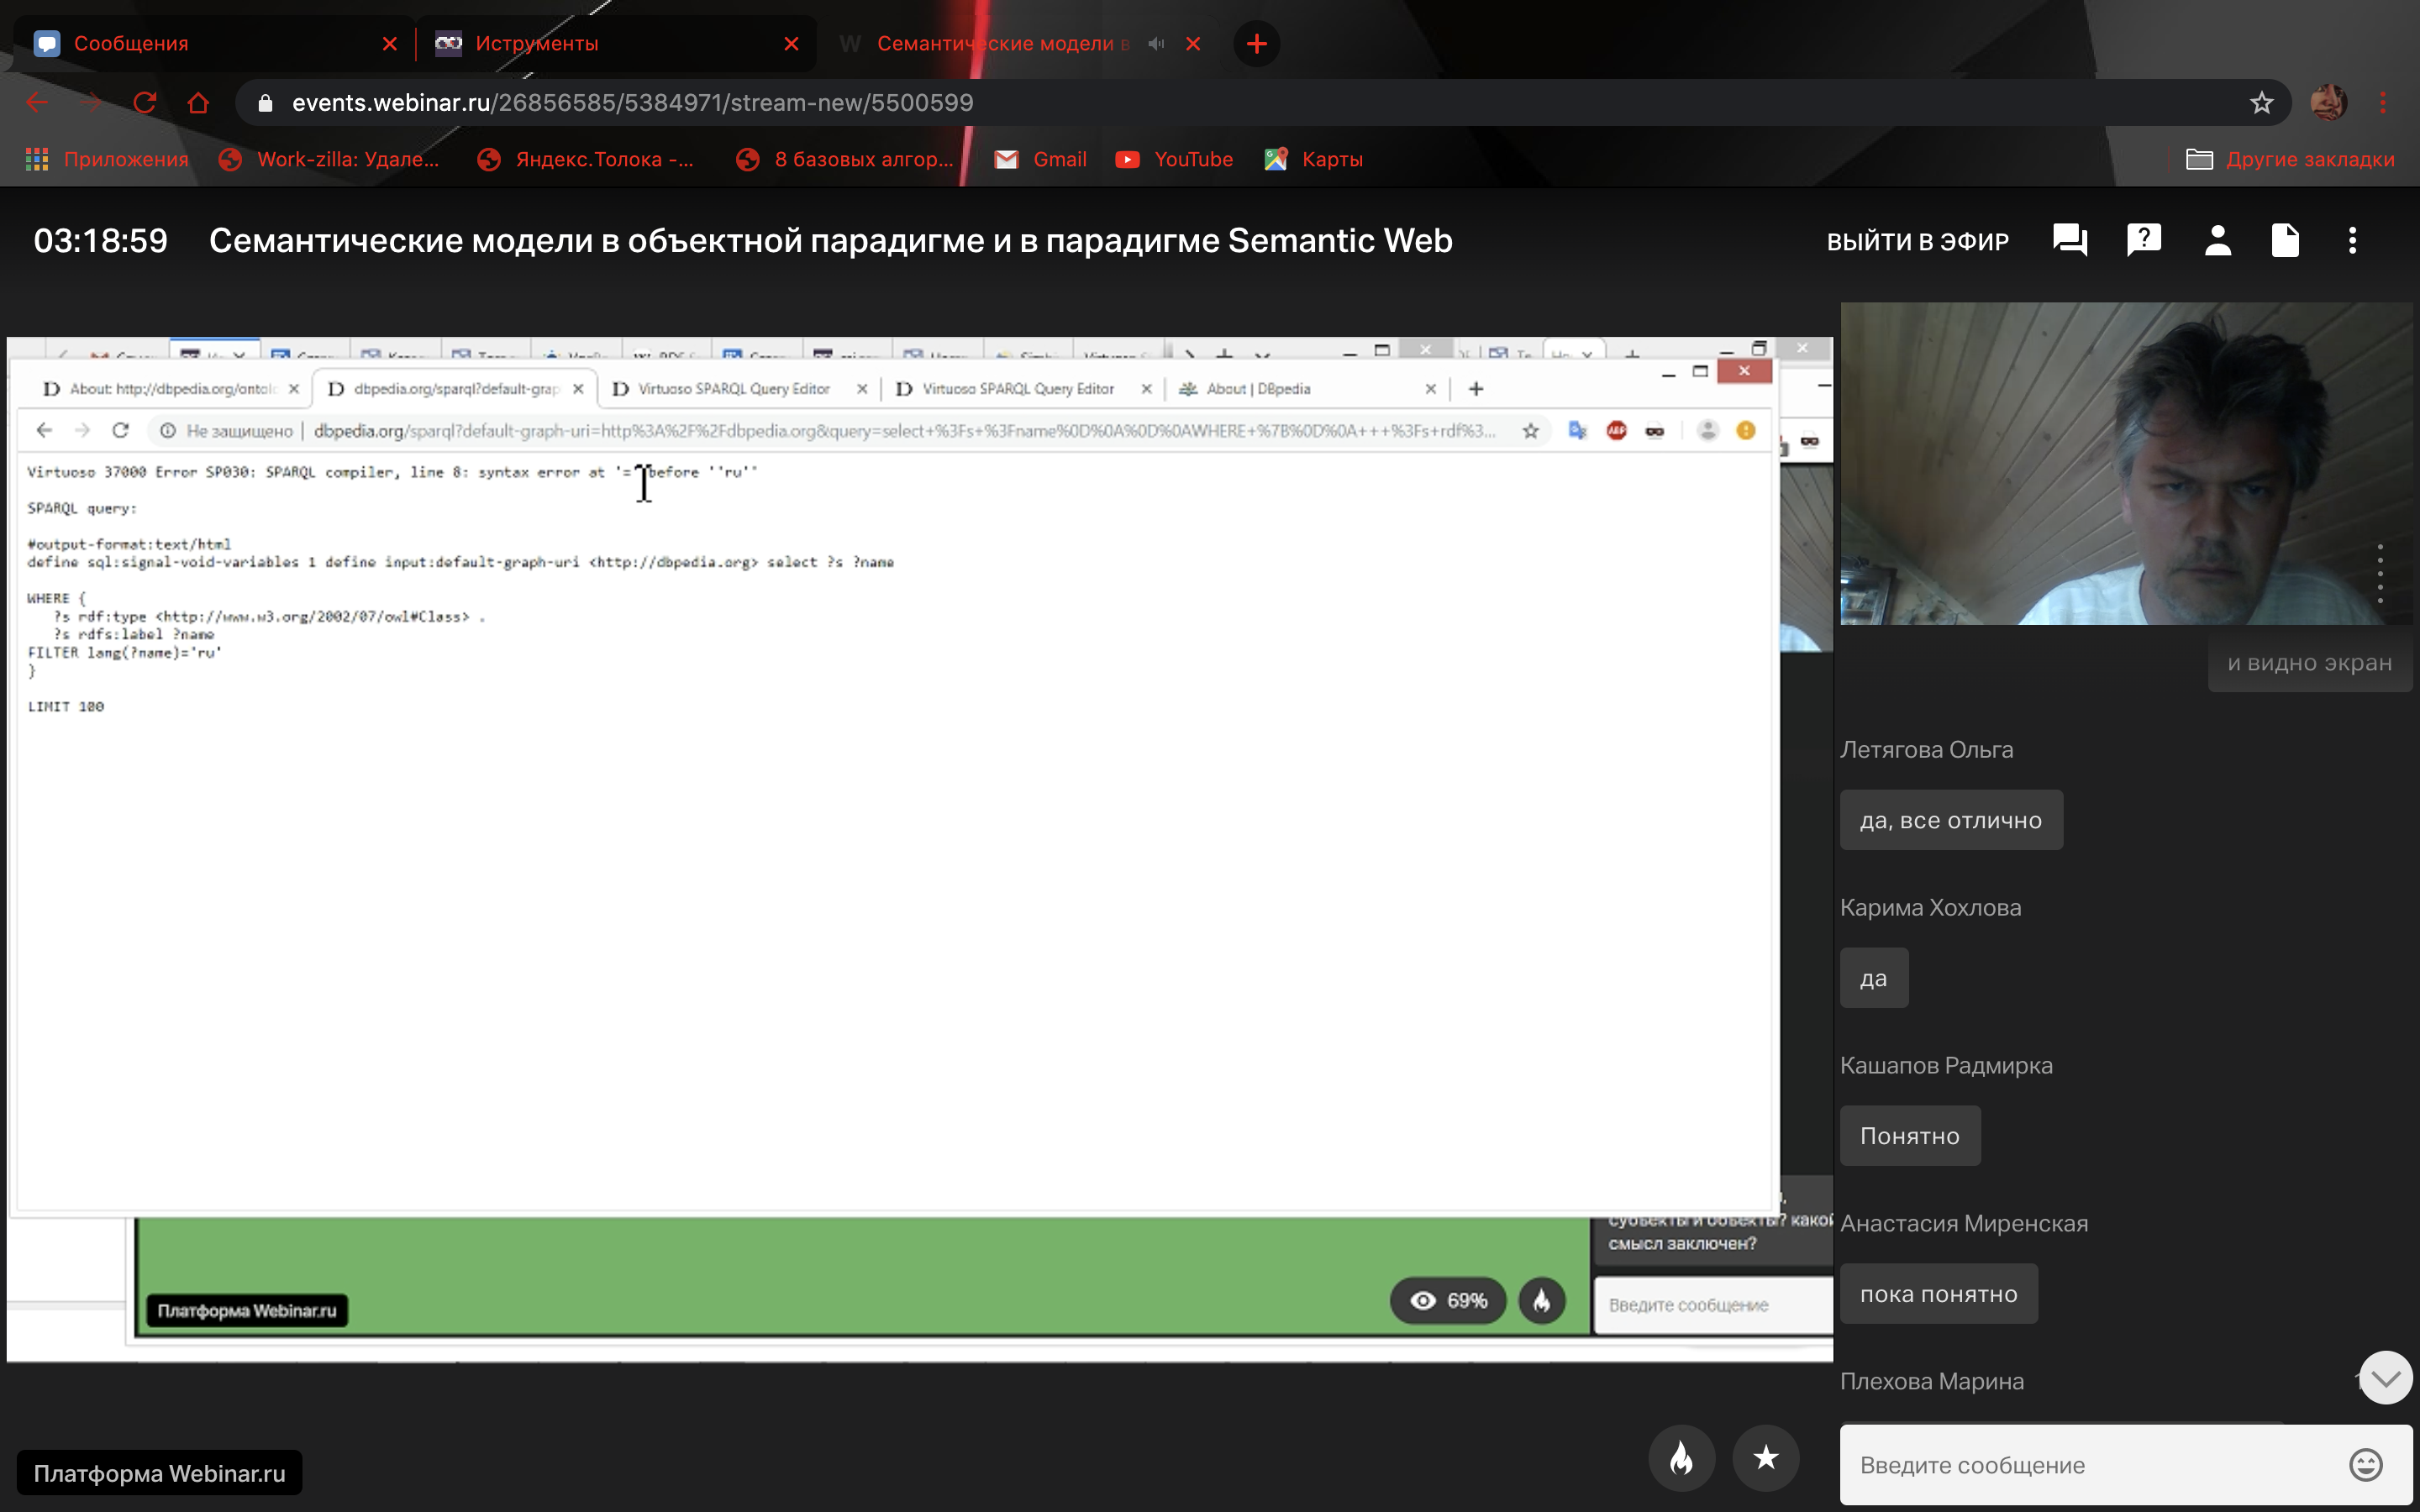 Сообщения
Иструменты
Семантические модели в
events.webinar.ru/26856585/5384971/stream-new/5500599
Приложения
Work-zilla: Удале...
Яндекс.Толока -...
8 базовых алгор...
Gmail
YouTube
Карты
Другие закладки
03:18:59
Семантические модели в объектной парадигме и в парадигме Semantic Web
ВЫЙТИ В ЭФИР
About: http://dbpedia.org/ontolo
dbpedia.org/sparql?default-grap
Virtuoso SPARQL Query Editor
Virtuoso SPARQL Query Editor
About | DBpedia
Не защищено
dbpedia.org/sparql?default-graph-uri=http%3A%2F%2Fdbpedia.org&query=select+%3Fs+%3Fname%0D%0A%0D%0AWHERE+%7B%0D%0A+++%3Fs+rdf%3...
Virtuoso 37000 Error SP030: SPARQL compiler, line 8: syntax error at '=' before ''ru''
SPARQL query:
#output-format:text/html
define sql:signal-void-variables 1 define input:default-graph-uri <http://dbpedia.org> select ?s ?name
WHERE {
?s rdf:type <http://www.w3.org/2002/07/owl#Class> .
?s rdfs:label ?name
FILTER lang(?name)='ru'
}
LIMIT 100
субъекты и объекты? какой
смысл заключен?
Платформа Webinar.ru
69%
Введите сообщение
и видно экран
Летягова Ольга
да, все отлично
Карима Хохлова
да
Кашапов Радмирка
Понятно
Анастасия Миренская
пока понятно
Плехова Марина
Введите сообщение
Платформа Webinar.ru